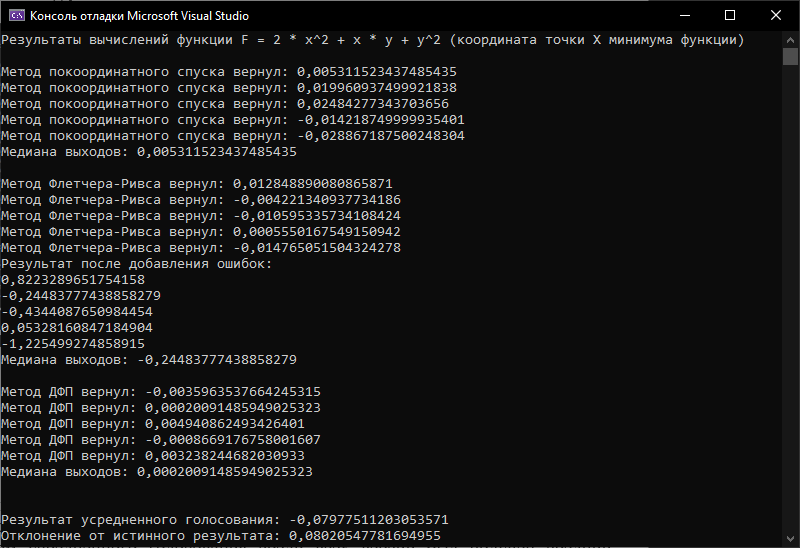 Консоль отладки Microsoft Visual Studio
Результаты вычислений функции F = 2 * x^2 + x * y + y^2 (координата точки X минимума функции)
Метод покоординатного спуска вернул: 0,005311523437485435
Метод покоординатного спуска вернул: 0,019960937499921838
Метод покоординатного спуска вернул: 0,02484277343703656
Метод покоординатного спуска вернул: -0,014218749999935401
Метод покоординатного спуска вернул: -0,028867187500248304
Медиана выходов: 0,005311523437485435
Метод Флетчера-Ривса вернул: 0,012848890080865871
Метод Флетчера-Ривса вернул: -0,004221340937734186
Метод Флетчера-Ривса вернул: -0,010595335734108424
Метод Флетчера-Ривса вернул: 0,0005550167549150942
Метод Флетчера-Ривса вернул: -0,014765051504324278
Результат после добавления ошибок:
0,8223289651754158
-0,24483777438858279
-0,4344087650984454
0,05328160847184904
-1,225499274858915
Медиана выходов: -0,24483777438858279
Метод ДФП вернул: -0,0035963537664245315
Метод ДФП вернул: 0,00020091485949025323
Метод ДФП вернул: 0,004940862493426401
Метод ДФП вернул: -0,0008669176758001607
Метод ДФП вернул: 0,003238244682030933
Медиана выходов: 0,00020091485949025323
Результат усредненного голосования: -0,07977511203053571
Отклонение от истинного результата: 0,08020547781694955